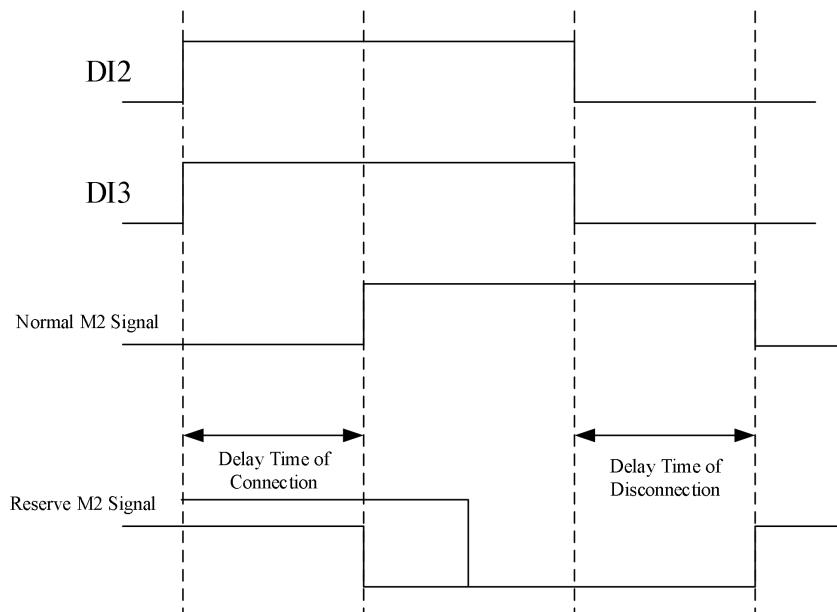 DI2
DI3
Normal M2 Signal
Delay Time of
Connection
Delay Time of
Disconnection
Reserve M2 Signal